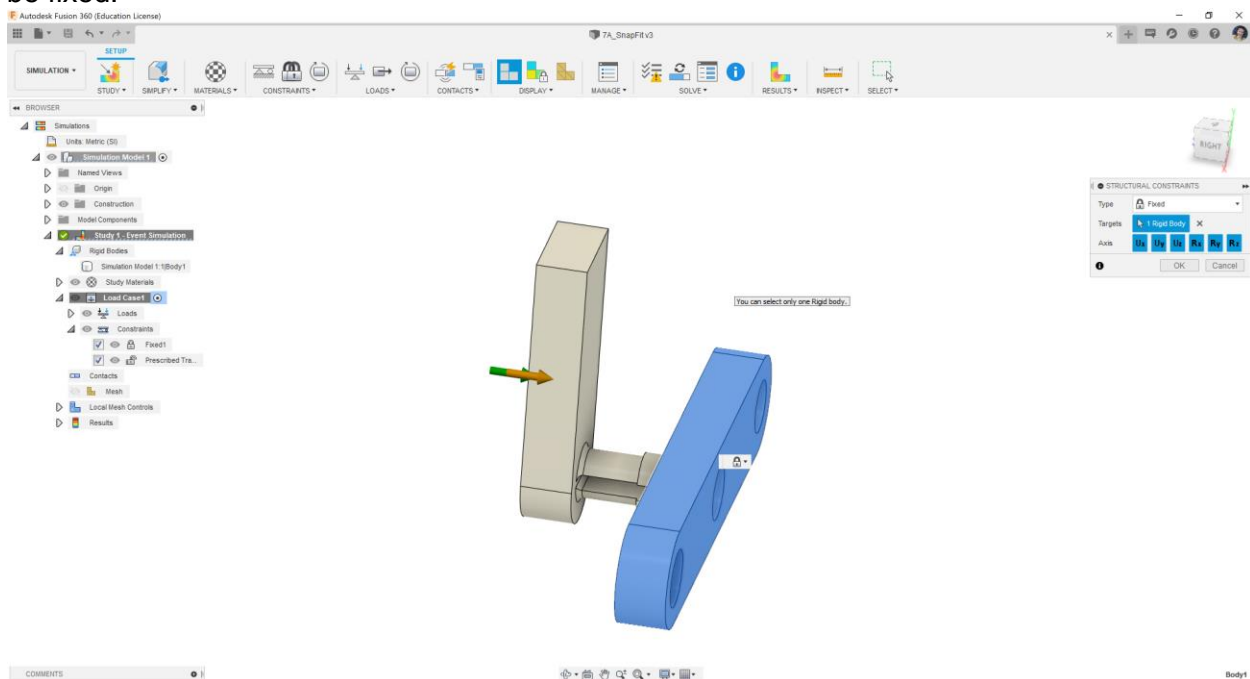 be fixed.
Autodesk Fusion 360 (Education License)
7A_SnapFit v3
SETUP
SIMULATION
STUDY SIMPLIFY MATERIALS CONSTRAINTS LOADS CONTACTS DISPLAY MANAGE SOLVE RESULTS INSPECT SELECT
BROWSER
Simulations
Units: Metric (SI)
Simulation Model 1
Named Views
Origin
Construction
Model Components
Study 1 - Event Simulation
Rigid Bodies
Simulation Model 1:1|Body1
Study Materials
Load Case1
Loads
Constraints
Fixed1
Prescribed Tra...
Contacts
Mesh
Local Mesh Controls
Results
RIGHT
STRUCTURAL CONSTRAINTS
Type Fixed
Targets 1 Rigid Body
Axis Ux Uy Uz Rx Ry Rz
OK Cancel
You can select only one Rigid body.
COMMENTS
Body1